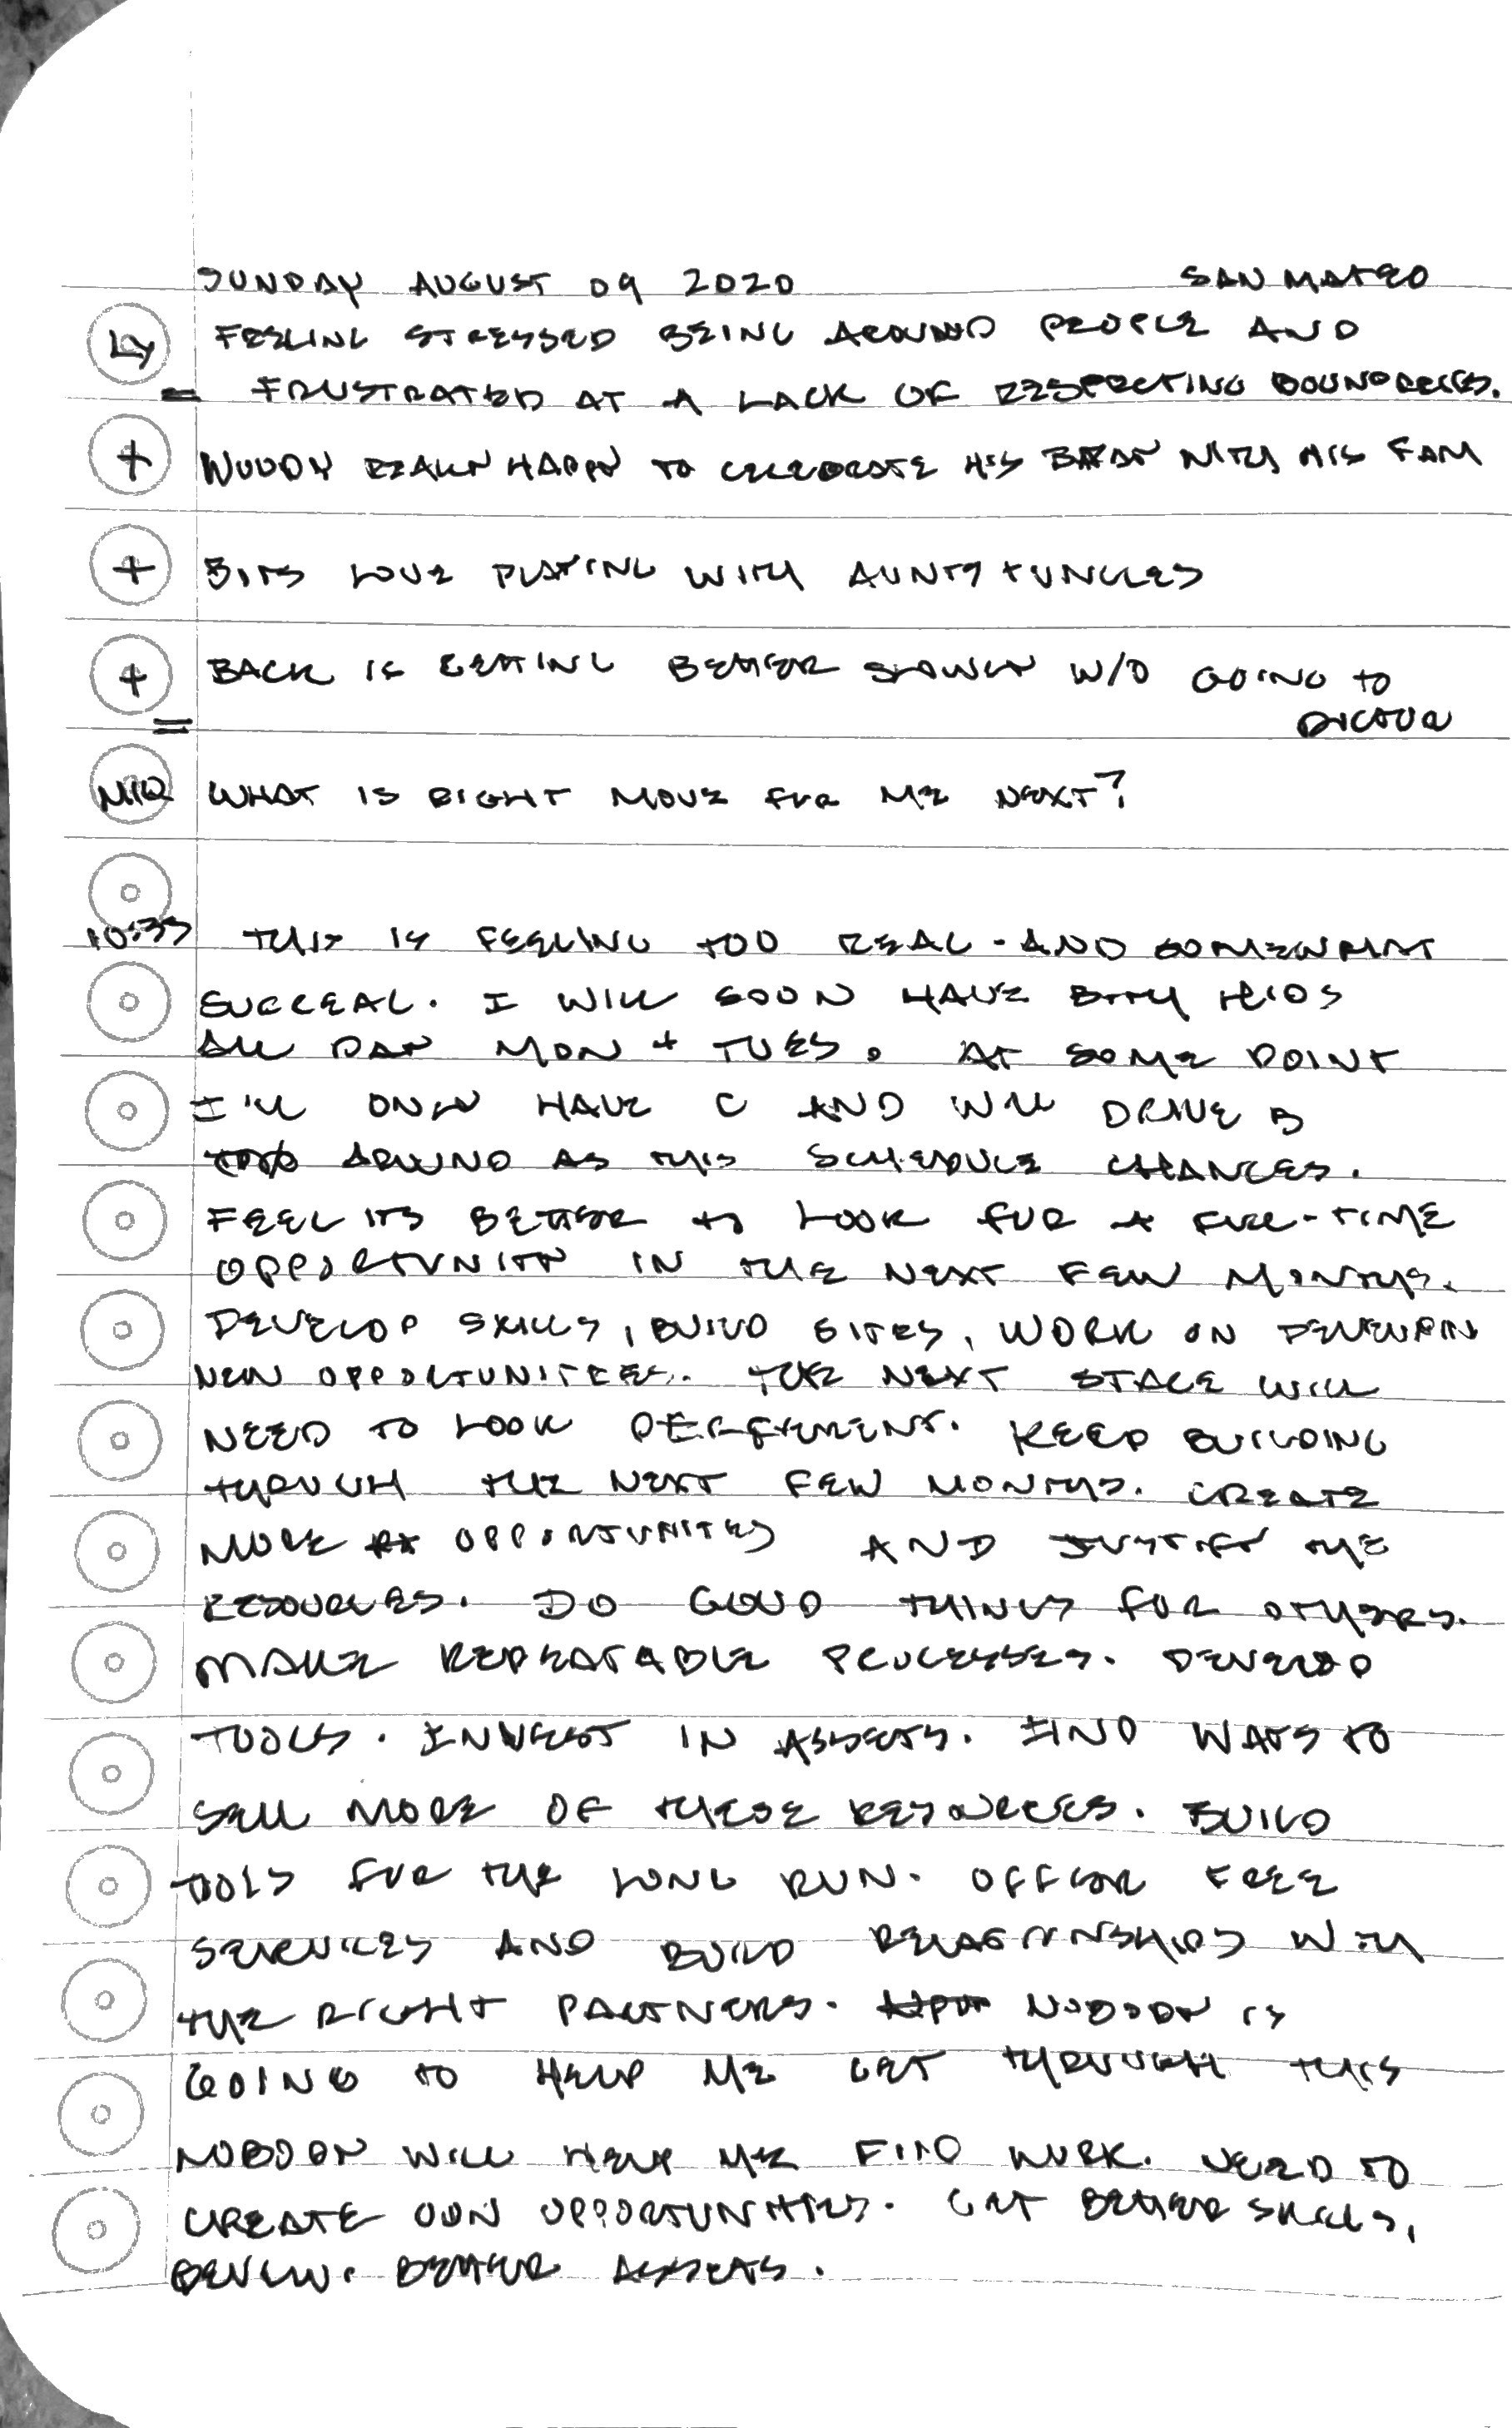 SUNDAY AUGUST 09 2020 SAN MATEO
LY FEELING STRESSED BEING AROUND PEOPLE AND
= FRUSTRATED AT A LACK OF RESPECTING BOUNDARIES.
+ WOODY REALLY HAPPY TO CELEBRATE HIS BDAY WITH HIS FAM
+ BITS LOVE PLAYING WITH AUNTS + UNCLES
+ BACK IS GETTING BETTER SLOWLY W/O GOING TO
= DOCTOR
MIQ WHAT IS RIGHT MOVE FOR ME NEXT?
10:35 THIS IS FEELING TOO REAL - AND SOMEWHAT
SURREAL. I WILL SOON HAVE BOTH KIDS
ALL DAY MON + TUES. AT SOME POINT
I'LL ONLY HAVE C AND WILL DRIVE B
AROUND AS THIS SCHEDULE CHANGES.
FEEL ITS BETTER TO LOOK FOR A FULL-TIME
OPPORTUNITY IN THE NEXT FEW MONTHS.
DEVELOP SKILLS, BUILD SITES, WORK ON DEVELOPIN
NEW OPPORTUNITIES. THE NEXT STAGE WILL
NEED TO LOOK DIFFERENT. KEEP BUILDING
THROUGH THE NEXT FEW MONTHS. CREATE
MORE OPPORTUNITIES AND JUSTIFY THE
RESOURCES. DO GOOD THINGS FOR OTHERS.
MAKE REPEATABLE PROCESSES. DEVELOP
TOOLS. INVEST IN ASSETS. FIND WAYS TO
SELL MORE OF THESE RESOURCES. BUILD
TOOLS FOR THE LONG RUN. OFFER FREE
SERVICES AND BUILD RELATIONSHIPS WITH
THE RIGHT PARTNERS. NOBODY IS
GOING TO HELP ME GET THROUGH THIS
NOBODY WILL HELP ME FIND WORK. NEED TO
CREATE OWN OPPORTUNITIES. GET BETTER SKILLS,
BETTER ASSETS.